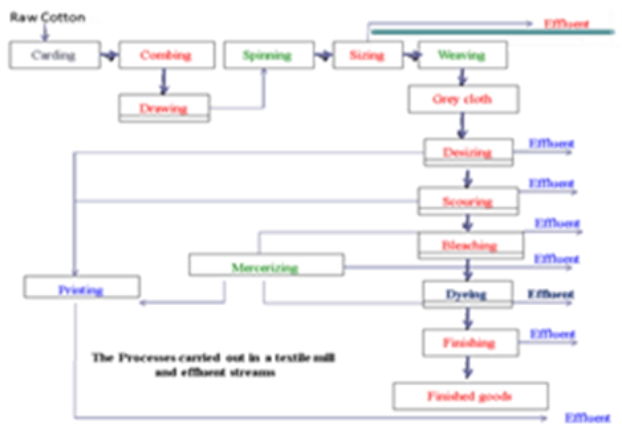 Raw Cotton
Effluent
Carding
Combing
Spinning
Sizing
Weaving
Drawing
Grey cloth
Desizing
Effluent
Scouring
Effluent
Bleaching
Effluent
Mercerizing
Effluent
Printing
Dyeing
Effluent
Finishing
Effluent
The Processes carried out in a textile mill
and effluent streams
Finished goods
Effluent